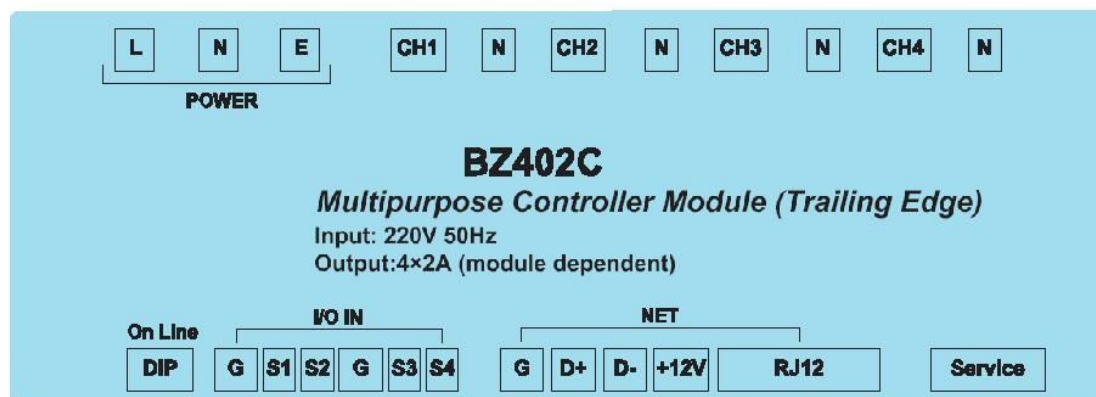 L N E CH1 N CH2 N CH3 N CH4 N
POWER
BZ402C
Multipurpose Controller Module (Trailing Edge)
Input: 220V 50Hz
Output:4×2A (module dependent)
I/O IN NET
On Line
DIP G S1 S2 G S3 S4 G D+ D- +12V RJ12 Service